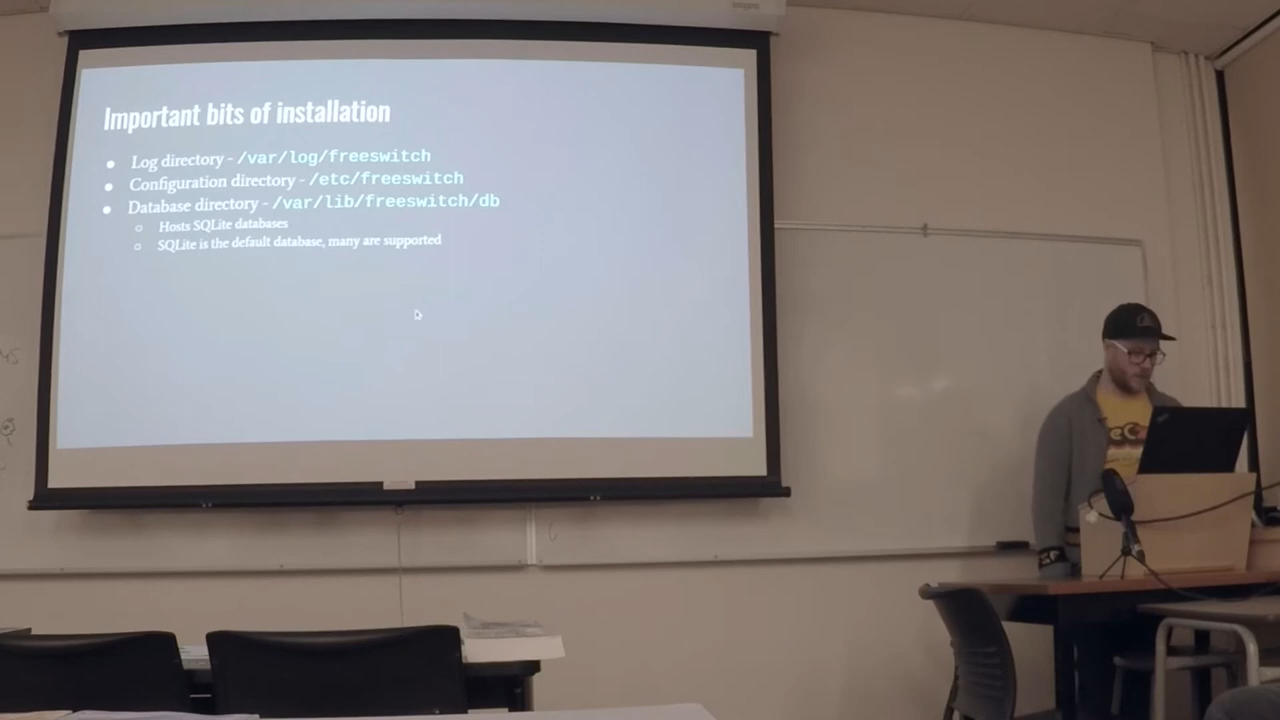 Important bits of installation
● Log directory - /var/log/freeswitch
● Configuration directory - /etc/freeswitch
● Database directory - /var/lib/freeswitch/db
○ Hosts SQLite databases
○ SQLite is the default database, many are supported